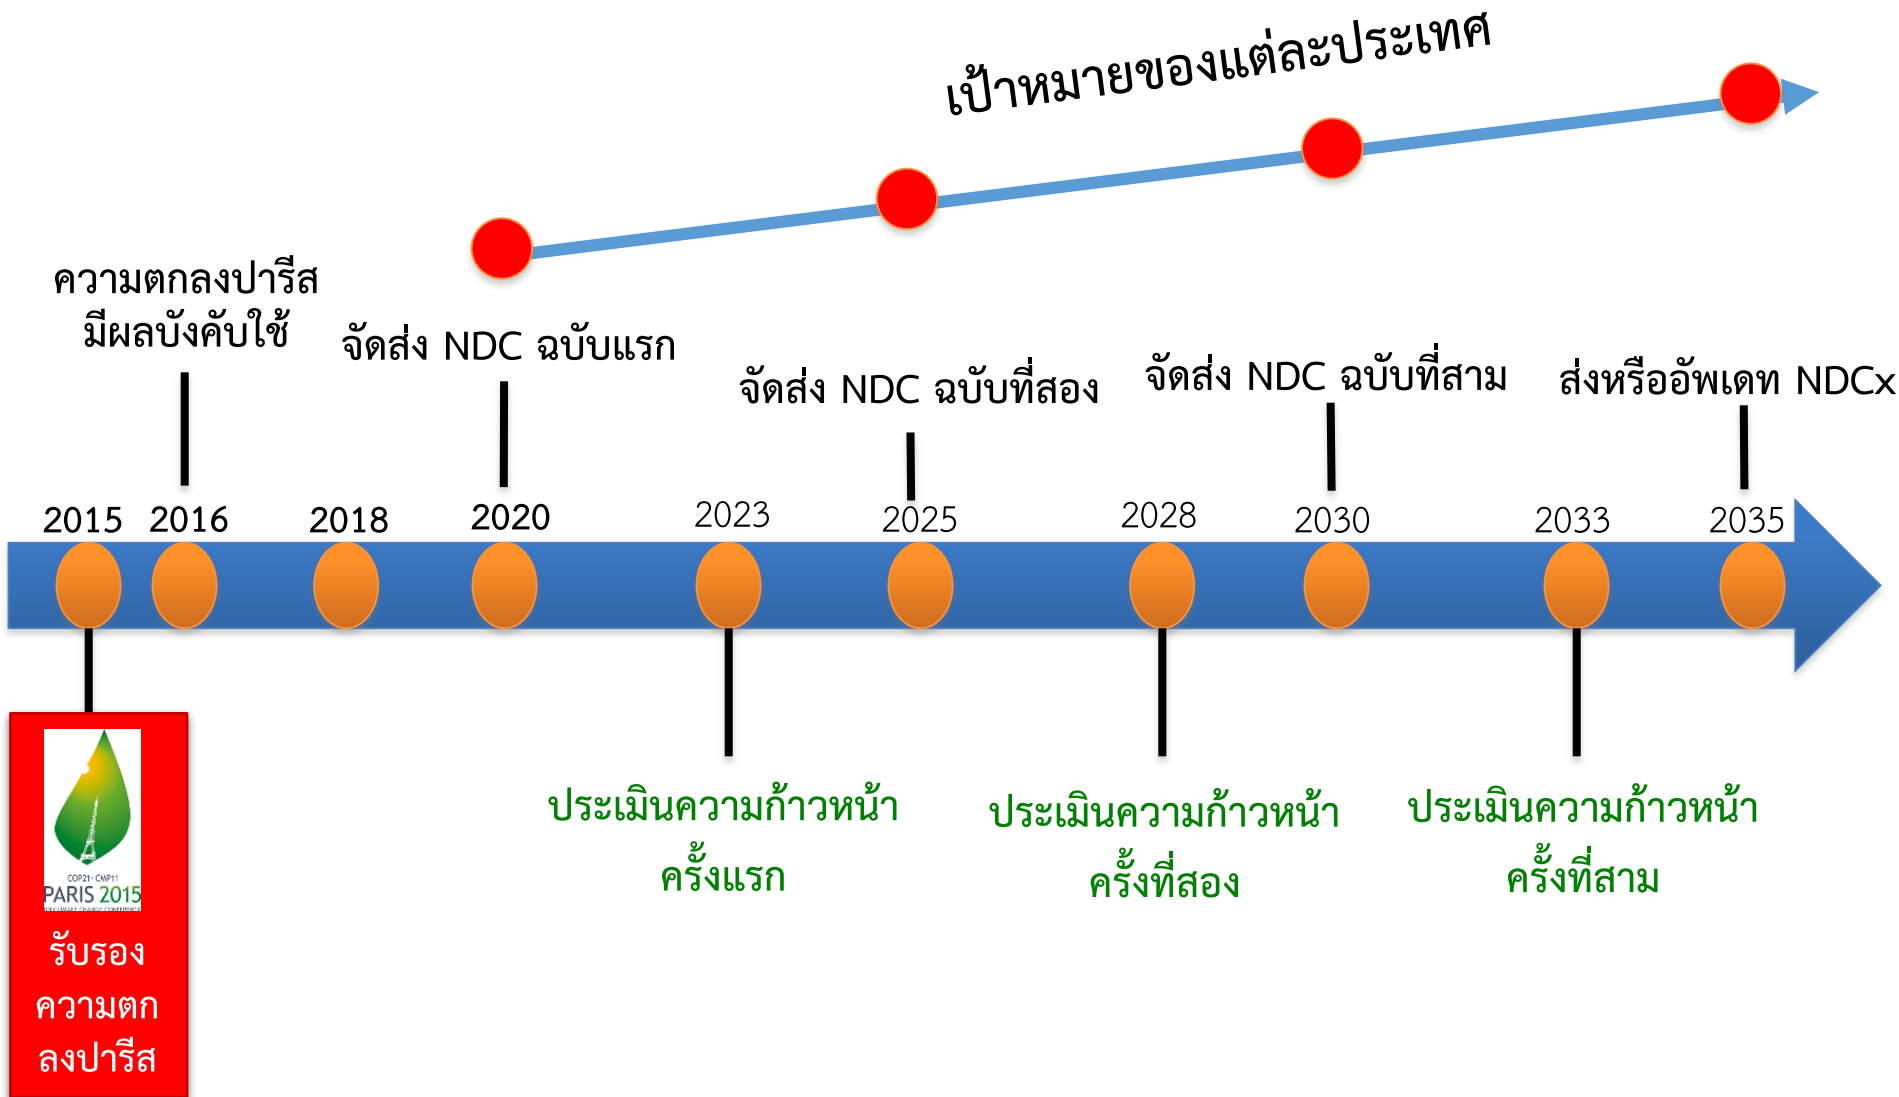 เป้าหมายของแต่ละประเทศ
ความตกลงปารีส
มีผลบังคับใช้
จัดส่ง NDC ฉบับแรก
จัดส่ง NDC ฉบับที่สอง
จัดส่ง NDC ฉบับที่สาม
ส่งหรืออัพเดท NDCx
2015 2016 2018 2020 2023 2025 2028 2030 2033 2035
COP21-CMP11
PARIS 2015
รับรอง
ความตก
ลงปารีส
ประเมินความก้าวหน้า
ครั้งแรก
ประเมินความก้าวหน้า
ครั้งที่สอง
ประเมินความก้าวหน้า
ครั้งที่สาม